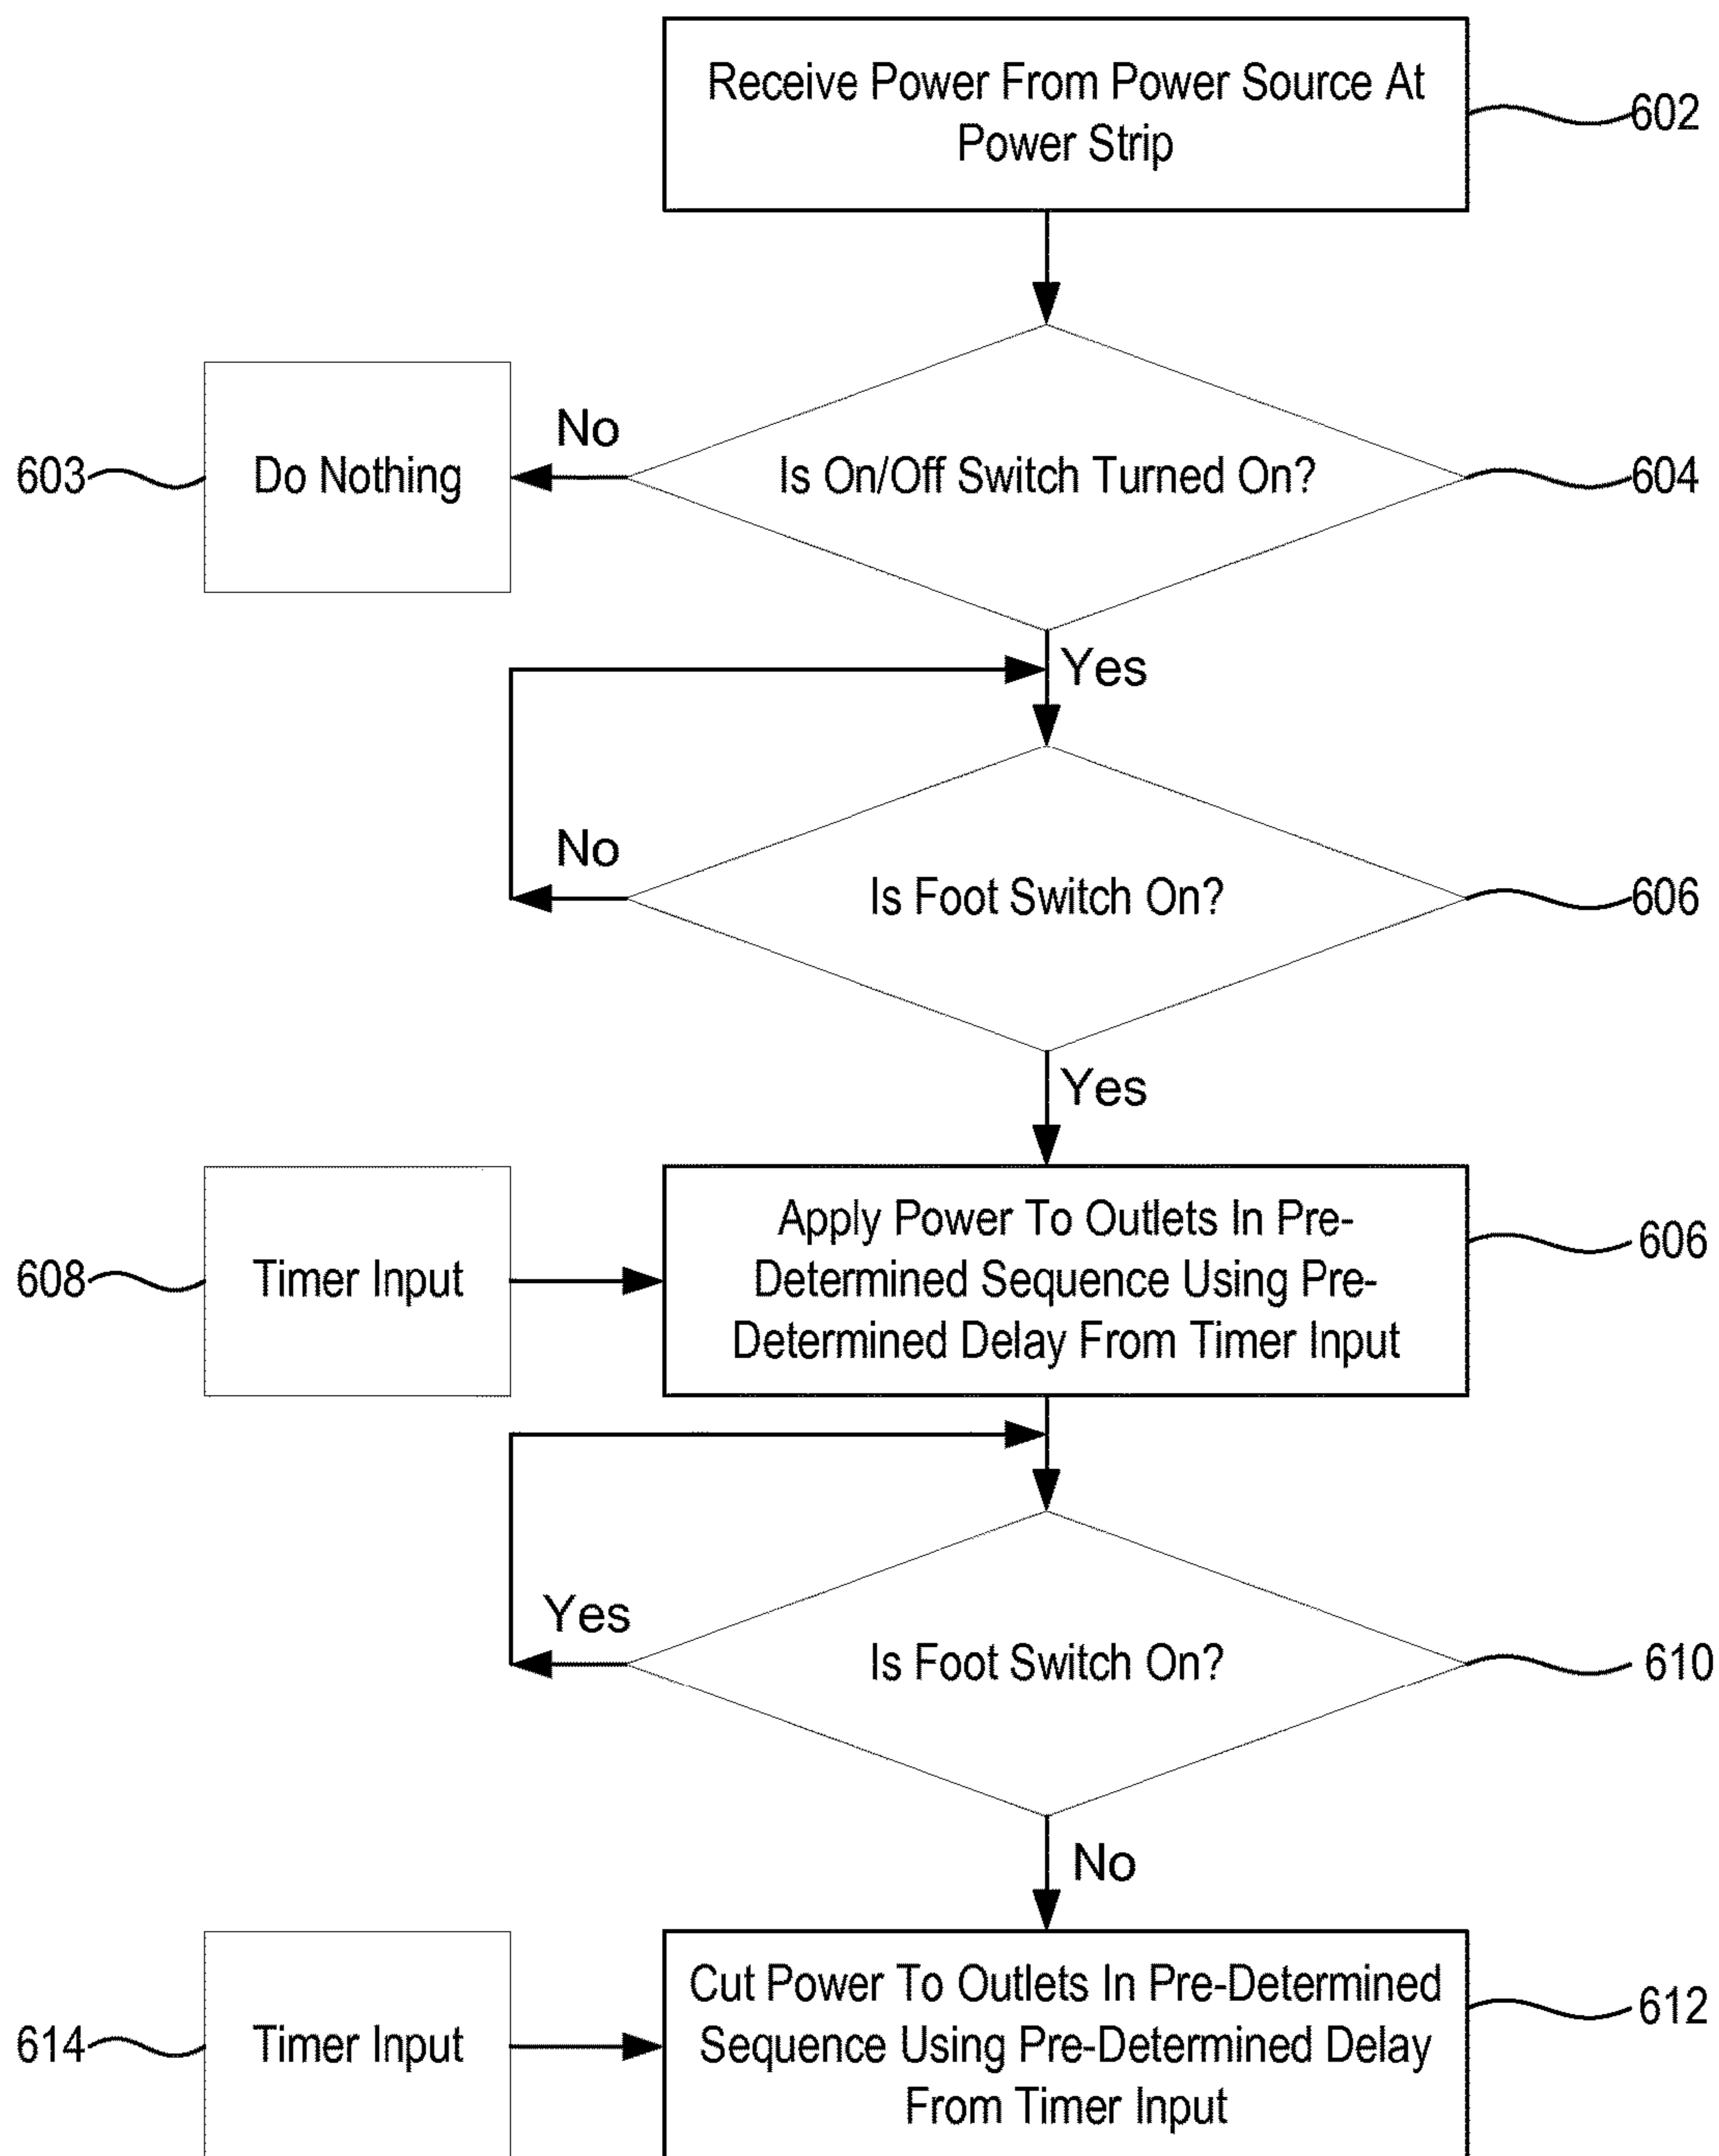 Receive Power From Power Source At
Power Strip
602
No
603
Do Nothing
Is On/Off Switch Turned On?
604
Yes
No
Is Foot Switch On?
606
Yes
608
Timer Input
Apply Power To Outlets In Pre-
Determined Sequence Using Pre-
Determined Delay From Timer Input
606
Yes
Is Foot Switch On?
610
No
614
Timer Input
Cut Power To Outlets In Pre-Determined
Sequence Using Pre-Determined Delay
From Timer Input
612